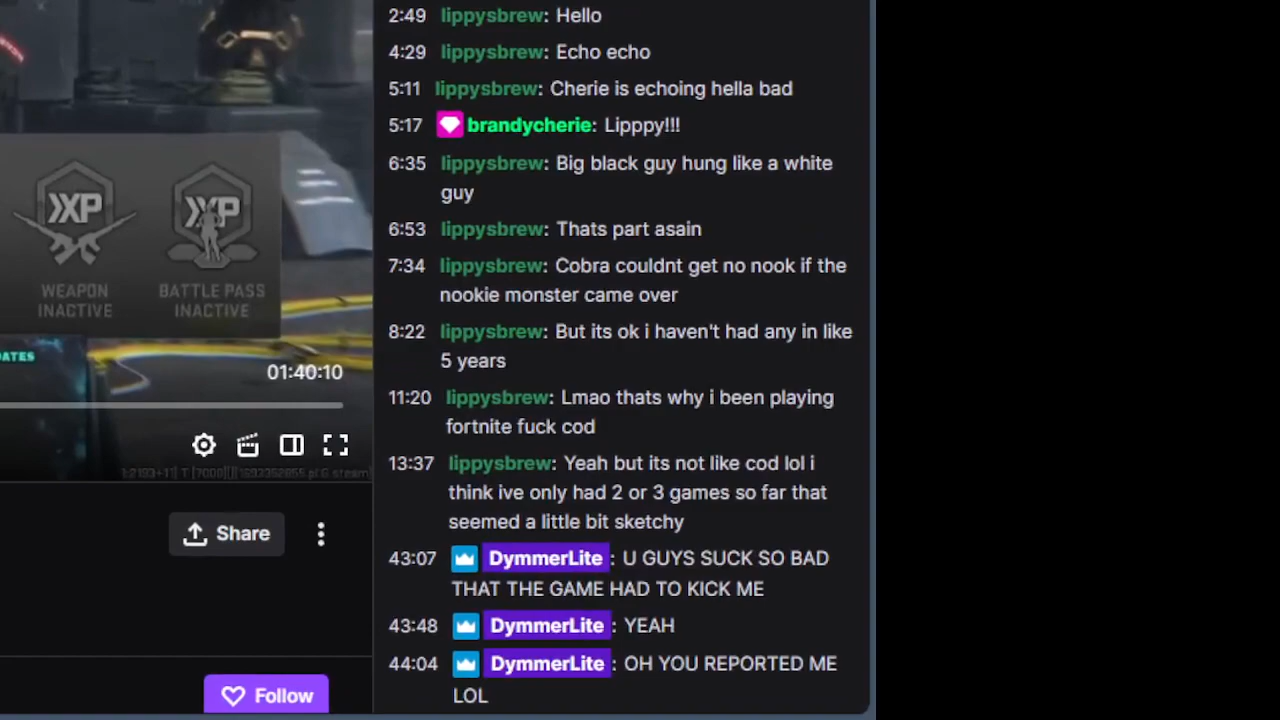 2:49 lippysbrew: Hello
4:29 lippysbrew: Echo echo
5:11 lippysbrew: Cherie is echoing hella bad
5:17 brandycherie: Lipppy!!!
6:35 lippysbrew: Big black guy hung like a white
guy
6:53 lippysbrew: Thats part asain
7:34 lippysbrew: Cobra couldnt get no nook if the
nookie monster came over
8:22 lippysbrew: But its ok i haven't had any in like
5 years
11:20 lippysbrew: Lmao thats why i been playing
fortnite fuck cod
13:37 lippysbrew: Yeah but its not like cod lol i
think ive only had 2 or 3 games so far that
seemed a little bit sketchy
43:07 DymmerLite: U GUYS SUCK SO BAD
THAT THE GAME HAD TO KICK ME
43:48 DymmerLite: YEAH
44:04 DymmerLite: OH YOU REPORTED ME
LOL
XP
XP
WEAPON
INACTIVE
BATTLE PASS
INACTIVE
01:40:10
Share
Follow